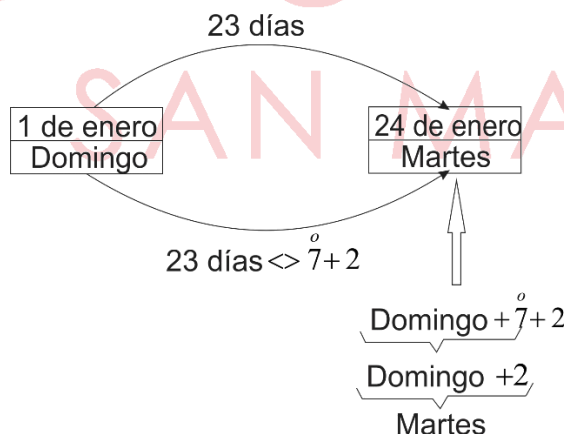 23 días
SAN MA
1 de enero
Domingo
24 de enero
Martes
23 días <> 7̊ + 2
Domingo + 7̊ + 2
Domingo +2
Martes